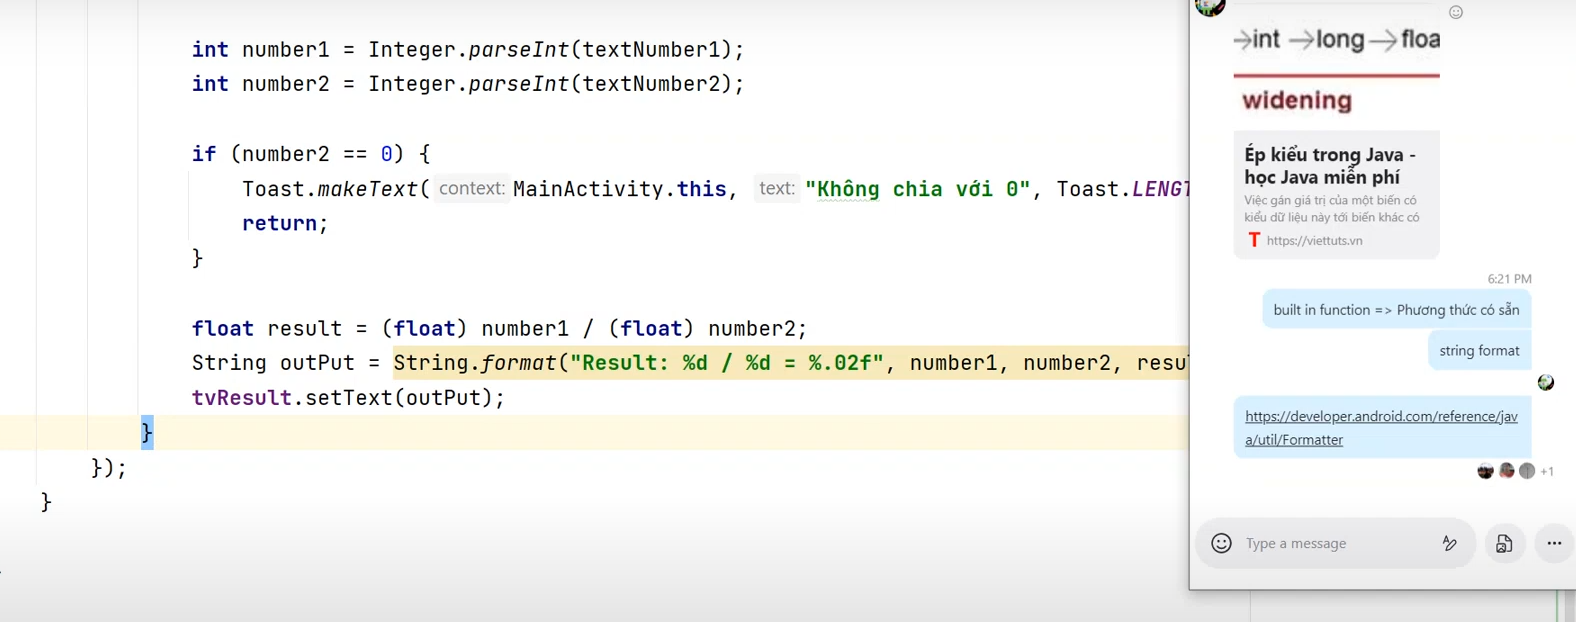 int number1 = Integer.parseInt(textNumber1);
int number2 = Integer.parseInt(textNumber2);
if (number2 == 0) {
Toast.makeText( context: MainActivity.this, text: "Không chia với 0", Toast.LENGT
return;
}
float result = (float) number1 / (float) number2;
String outPut = String.format("Result: %d / %d = %.02f", number1, number2, resul
tvResult.setText(outPut);
}
});
}
→int →long→floa
widening
Ép kiểu trong Java -
học Java miễn phí
Việc gán giá trị của một biến có
kiểu dữ liệu này tới biến khác có
T https://viettuts.vn
6:21 PM
built in function => Phương thức có sẵn
string format
https://developer.android.com/reference/jav
a/util/Formatter
+1
Type a message